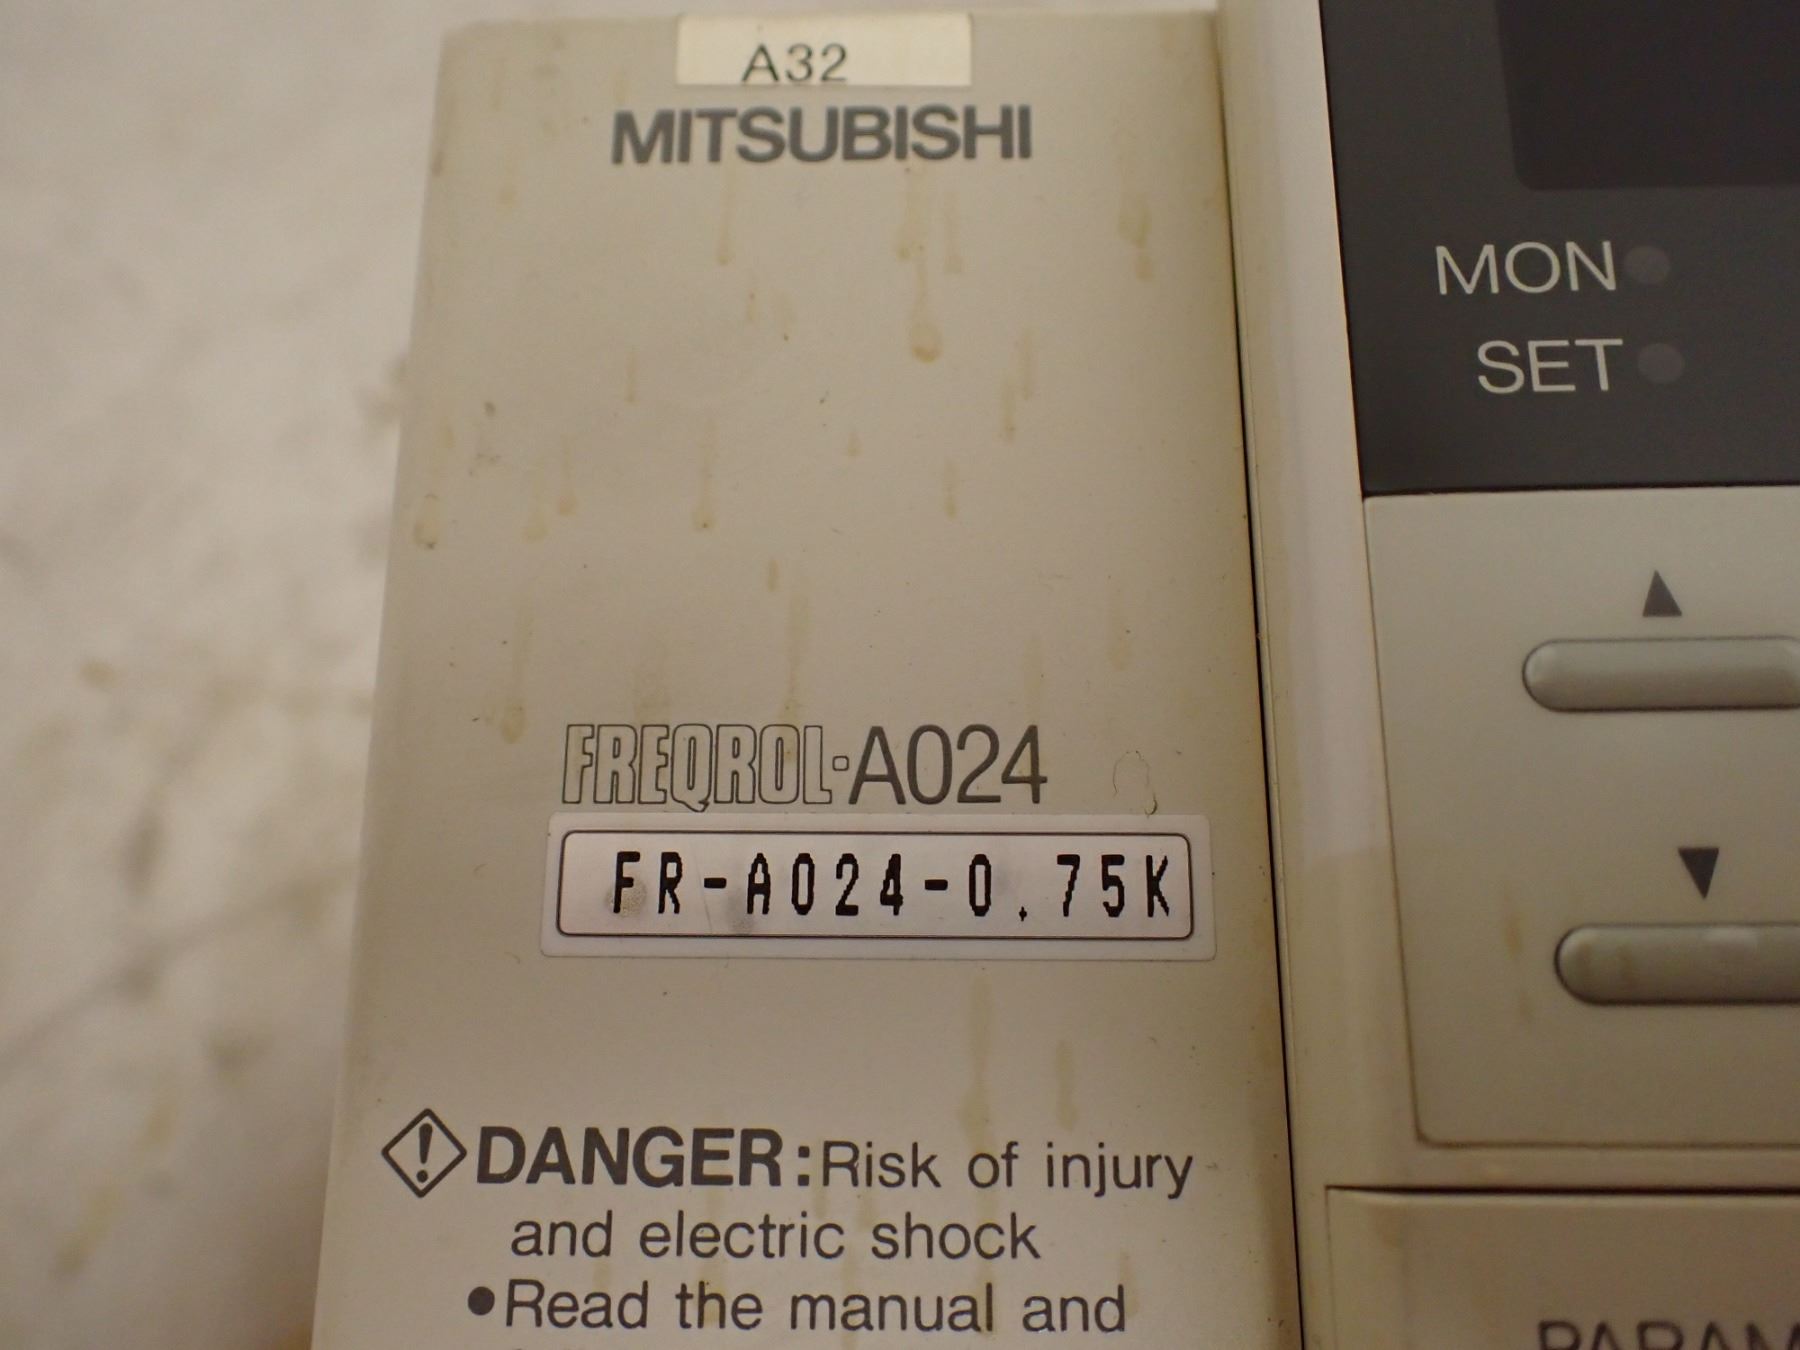 A32
MITSUBISHI
MON
SET
▲
▼
FREQROL-A024
FR-A024-0.75K
DANGER:Risk of injury
and electric shock
•Read the manual and